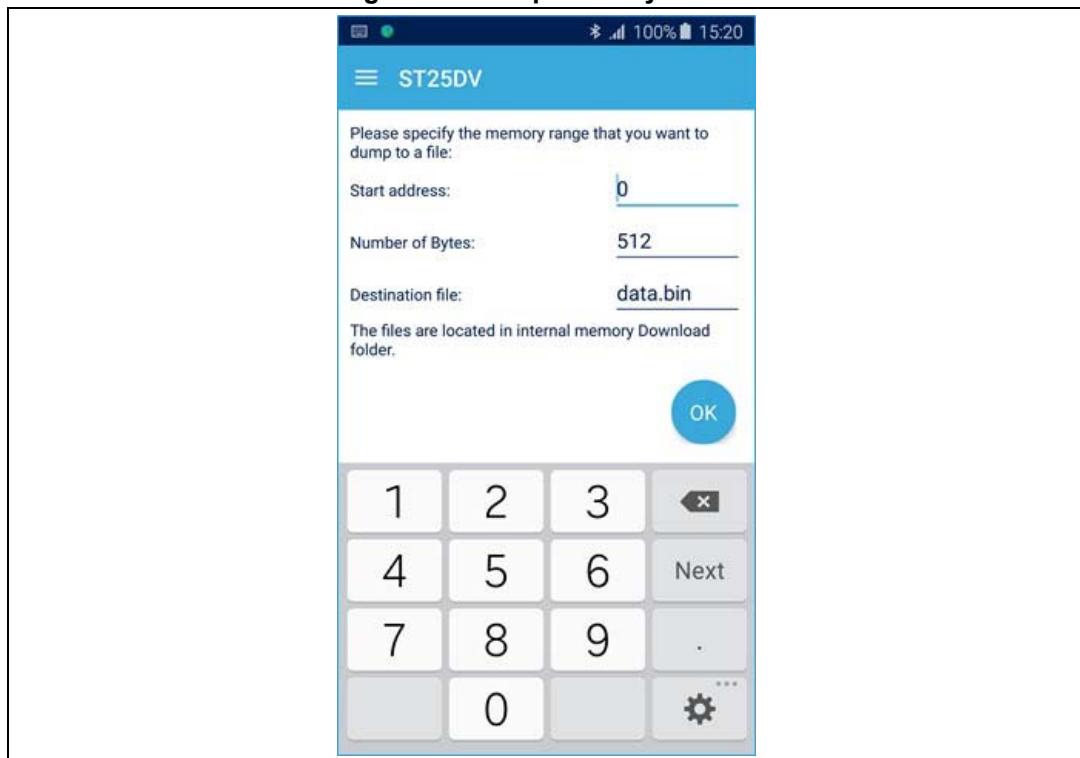 100% 15:20
ST25DV
Please specify the memory range that you want to
dump to a file:
Start address: 0
Number of Bytes: 512
Destination file: data.bin
The files are located in internal memory Download
folder.
OK
1 2 3
4 5 6 Next
7 8 9 .
0